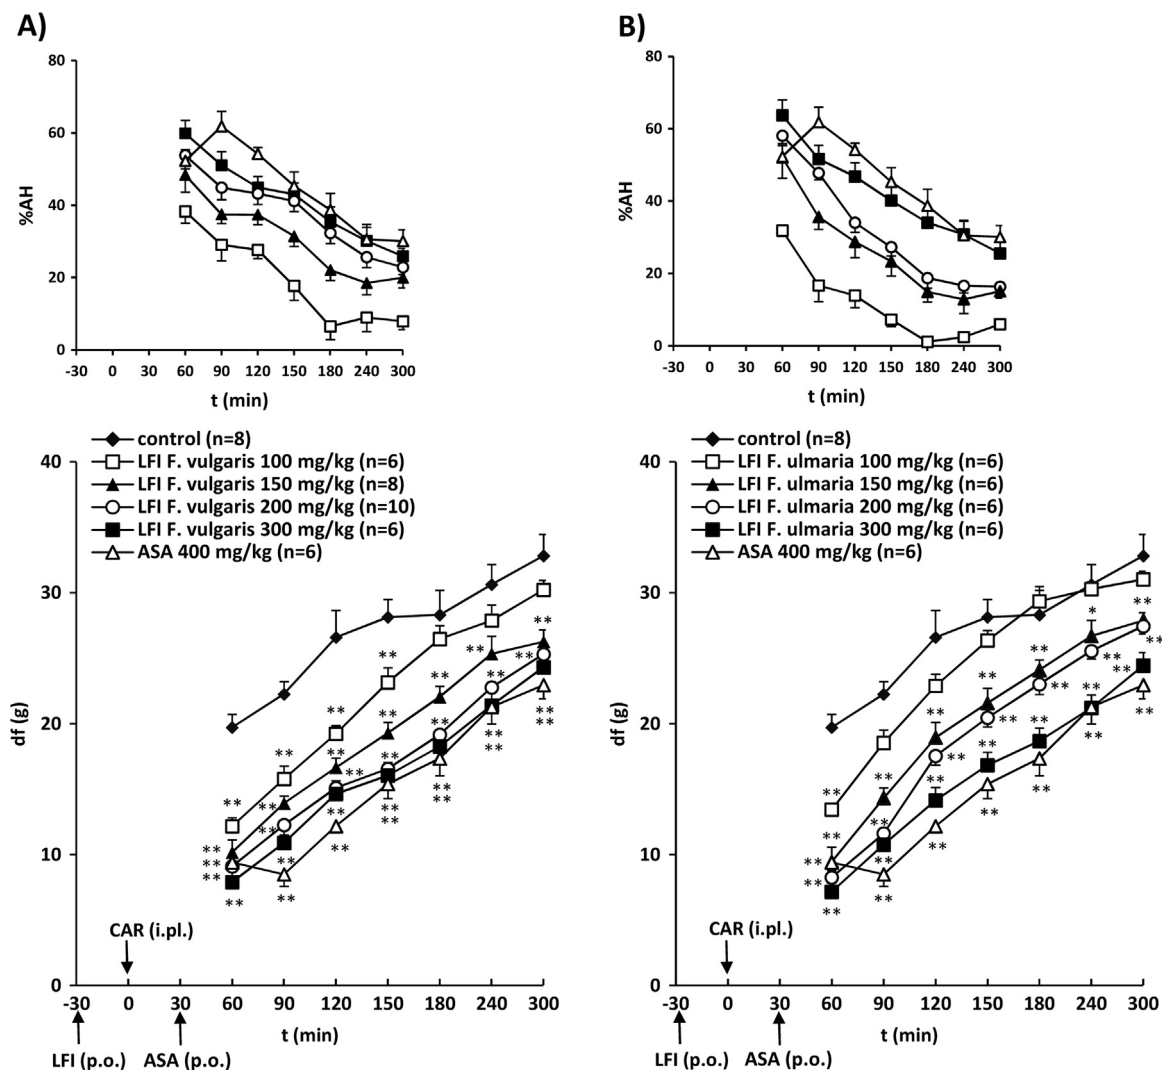 A)
80
60
40
20
0
%AH
-30 0 30 60 90 120 150 180 240 300
t (min)
control (n=8)
LFI F. vulgaris 100 mg/kg (n=6)
LFI F. vulgaris 150 mg/kg (n=8)
LFI F. vulgaris 200 mg/kg (n=10)
LFI F. vulgaris 300 mg/kg (n=6)
ASA 400 mg/kg (n=6)
40
30
20
10
0
df (g)
CAR (i.pl.)
-30 0 30 60 90 120 150 180 240 300
t (min)
LFI (p.o.) ASA (p.o.)
B)
80
60
40
20
0
%AH
-30 0 30 60 90 120 150 180 240 300
t (min)
control (n=8)
LFI F. ulmaria 100 mg/kg (n=6)
LFI F. ulmaria 150 mg/kg (n=6)
LFI F. ulmaria 200 mg/kg (n=6)
LFI F. ulmaria 300 mg/kg (n=6)
ASA 400 mg/kg (n=6)
40
30
20
10
0
df (g)
CAR (i.pl.)
-30 0 30 60 90 120 150 180 240 300
t (min)
LFI (p.o.) ASA (p.o.)